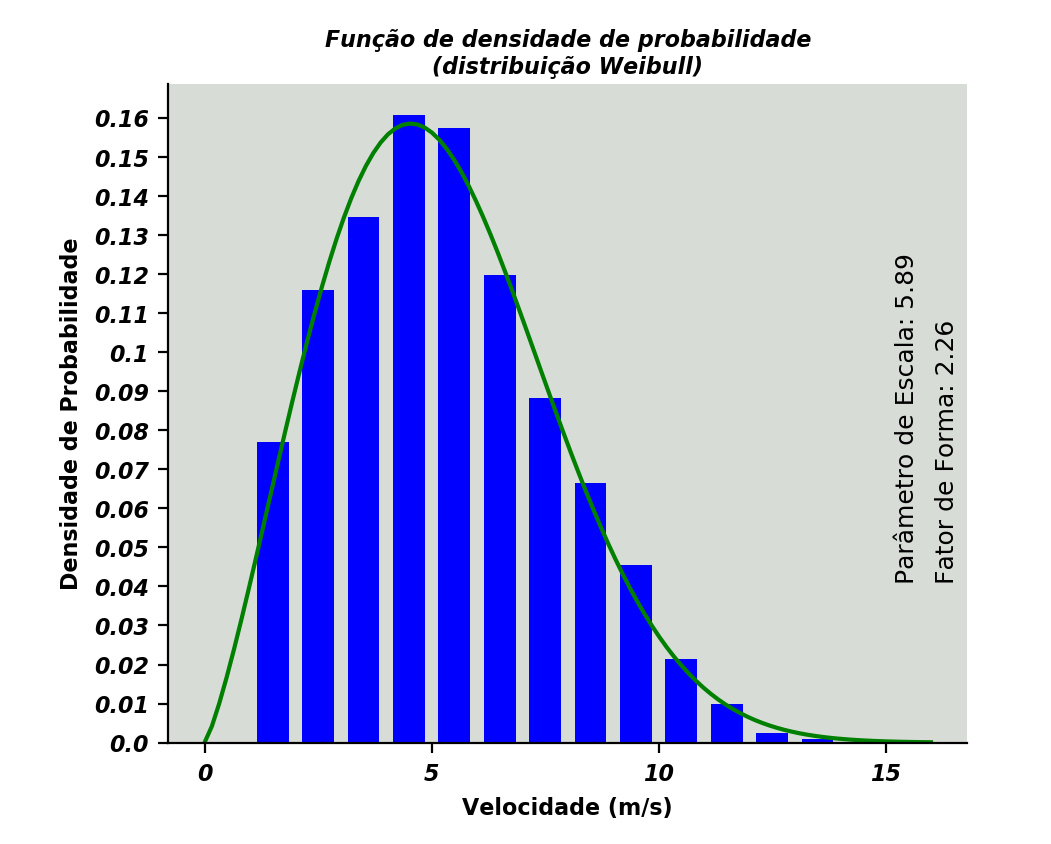 Função de densidade de probabilidade
(distribuição Weibull)
0.16
0.15
0.14
0.13
0.12
0.11
0.1
0.09
0.08
0.07
0.06
0.05
0.04
0.03
0.02
0.01
0.0
Densidade de Probabilidade
Parâmetro de Escala: 5.89
Fator de Forma: 2.26
0 5 10 15
Velocidade (m/s)